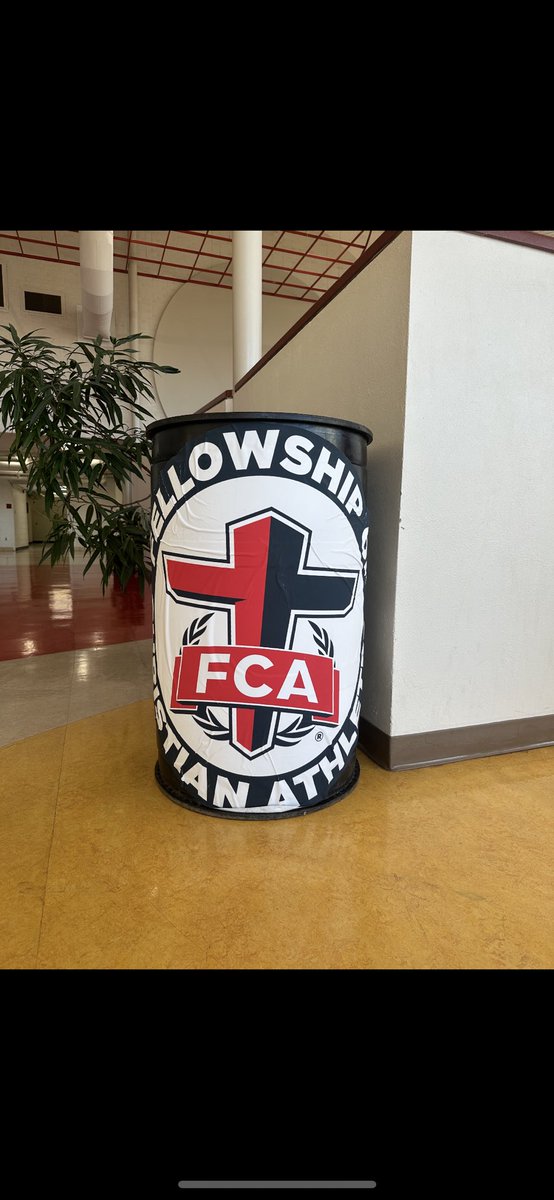 ELLOWSHIP
FCA
®
STIAN ATHLE